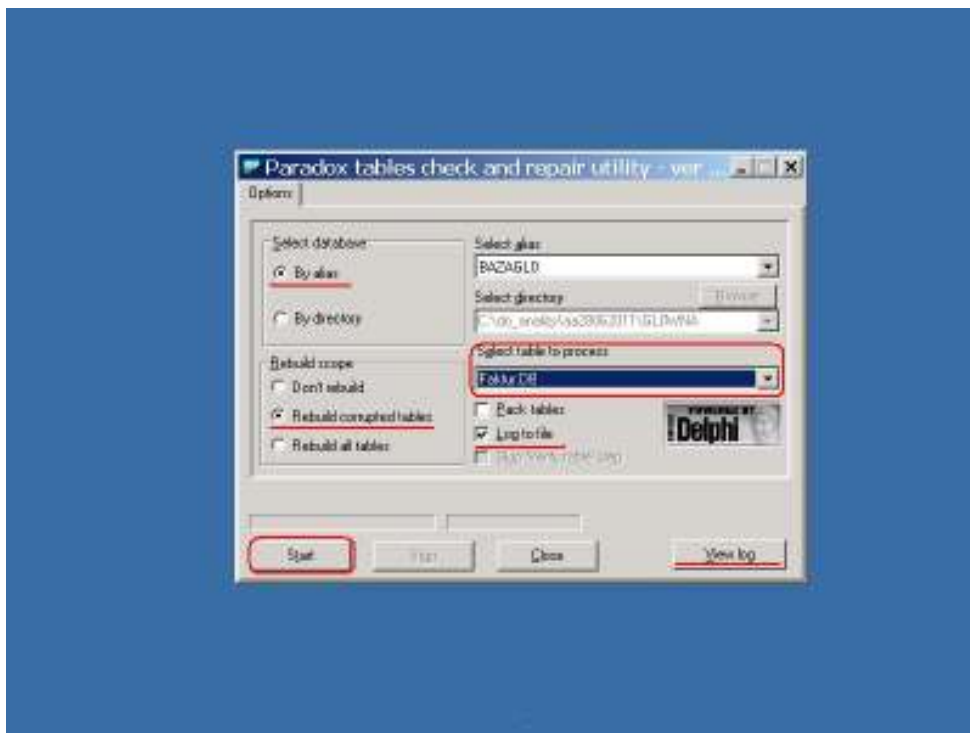 Paradox tables check and repair utility - ver ...
Options
Select database
By alias
By directory
Select alias
BAZAGLO
Select directory
Browse
Select table to process
Faktur.DB
Rebuild scope
Don't rebuild
Rebuild corrupted tables
Rebuild all tables
Pack tables
Log to file
Delphi
Start
Stop
Close
View log